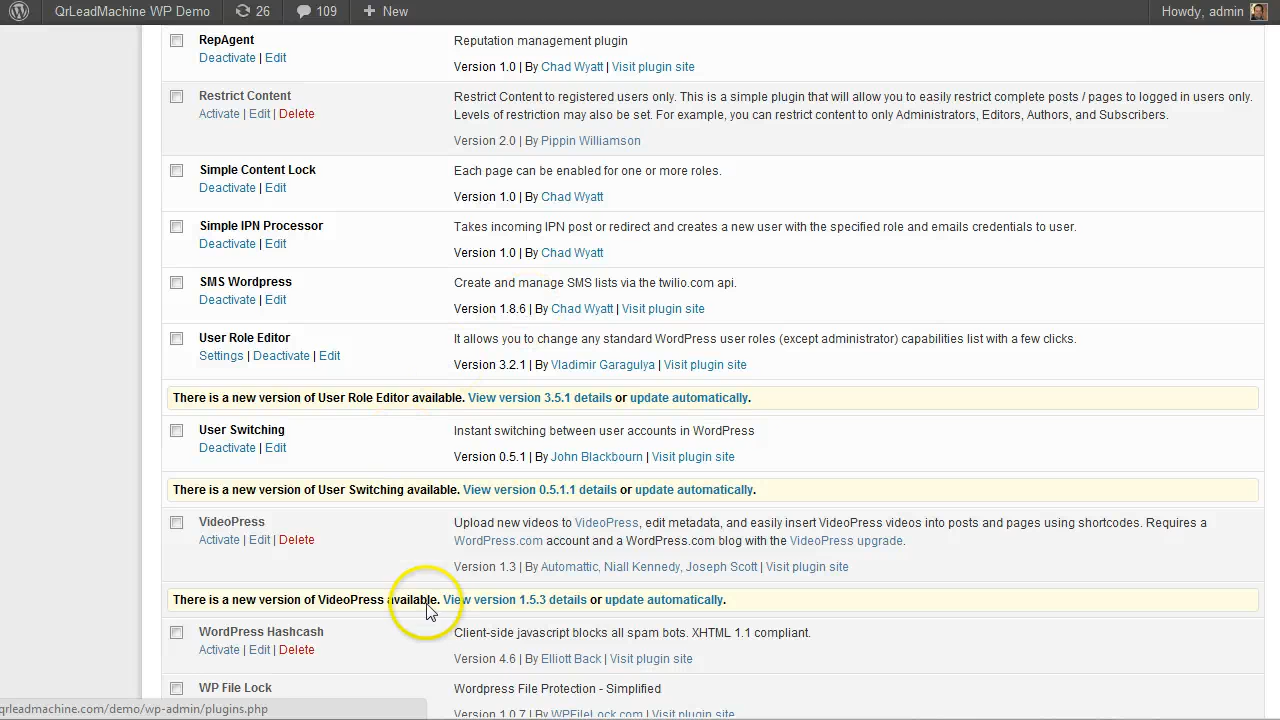 QrLeadMachine WP Demo 26 109 + New Howdy, admin
RepAgent Reputation management plugin
Deactivate | Edit
Version 1.0 | By Chad Wyatt | Visit plugin site
Restrict Content Restrict Content to registered users only. This is a simple plugin that will allow you to easily restrict complete posts / pages to logged in users only.
Activate | Edit | Delete Levels of restriction may also be set. For example, you can restrict content to only Administrators, Editors, Authors, and Subscribers.
Version 2.0 | By Pippin Williamson
Simple Content Lock Each page can be enabled for one or more roles.
Deactivate | Edit
Version 1.0 | By Chad Wyatt
Simple IPN Processor Takes incoming IPN post or redirect and creates a new user with the specified role and emails credentials to user.
Deactivate | Edit
Version 1.0 | By Chad Wyatt
SMS Wordpress Create and manage SMS lists via the twilio.com api.
Deactivate | Edit
Version 1.8.6 | By Chad Wyatt | Visit plugin site
User Role Editor It allows you to change any standard WordPress user roles (except administrator) capabilities list with a few clicks.
Settings | Deactivate | Edit
Version 3.2.1 | By Vladimir Garagulya | Visit plugin site
There is a new version of User Role Editor available. View version 3.5.1 details or update automatically.
User Switching Instant switching between user accounts in WordPress
Deactivate | Edit
Version 0.5.1 | By John Blackbourn | Visit plugin site
There is a new version of User Switching available. View version 0.5.1.1 details or update automatically.
VideoPress Upload new videos to VideoPress, edit metadata, and easily insert VideoPress videos into posts and pages using shortcodes. Requires a
Activate | Edit | Delete WordPress.com account and a WordPress.com blog with the VideoPress upgrade.
Version 1.3 | By Automattic, Niall Kennedy, Joseph Scott | Visit plugin site
There is a new version of VideoPress available. View version 1.5.3 details or update automatically.
WordPress Hashcash Client-side javascript blocks all spam bots. XHTML 1.1 compliant.
Activate | Edit | Delete
Version 4.6 | By Elliott Back | Visit plugin site
WP File Lock Wordpress File Protection - Simplified
qrleadmachine.com/demo/wp-admin/plugins.php
Version 1.0.7 | By WPFileLock.com | Visit plugin site